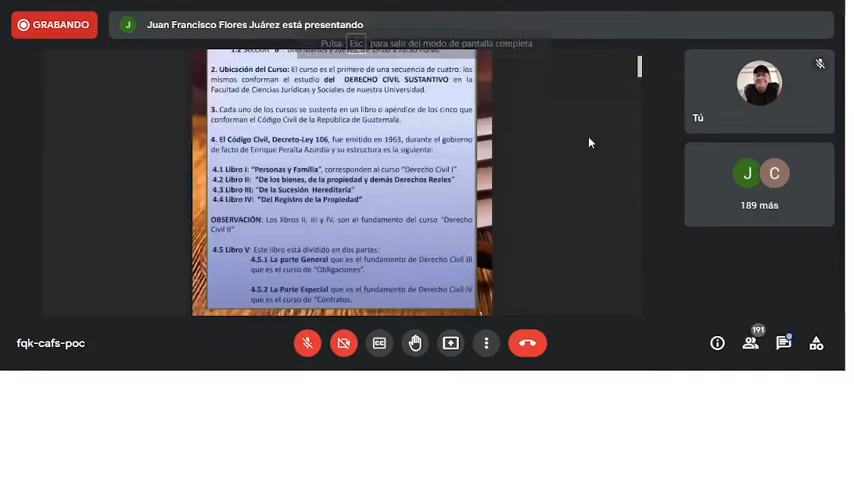 GRABANDO
J Juan Francisco Flores Juárez está presentando
Pulsa Esc para salir del modo de pantalla completa
2. Ubicación del Curso: El curso es el primero de una secuencia de cuatro: los
mismos conforman el estudio del DERECHO CIVIL SUSTANTIVO en la
Facultad de Ciencias Jurídicas y Sociales de nuestra Universidad.
3. Cada uno de los cursos se sustenta en un libro o apéndice de los cinco que
conforman el Código Civil de la República de Guatemala.
4. El Código Civil, Decreto-Ley 106, fue emitido en 1963, durante el gobierno
de facto de Enrique Peralta Azurdia y su estructura es la siguiente:
4.1 Libro I: "Personas y Familia", corresponden al curso "Derecho Civil I"
4.2 Libro II: "De los bienes, de la propiedad y demás Derechos Reales"
4.3 Libro III: "De la Sucesión Hereditaria"
4.4 Libro IV: "Del Registro de la Propiedad"
OBSERVACIÓN: Los libros II, III y IV, son el fundamento del curso "Derecho
Civil II"
4.5 Libro V: Este libro está dividido en dos partes:
4.5.1 La parte General que es el fundamento de Derecho Civil III
que es el curso de "Obligaciones".
4.5.2 La Parte Especial que es el fundamento de Derecho Civil IV
que es el curso de "Contratos.
Tú
J C
189 más
fqk-cafs-poc
CC
191